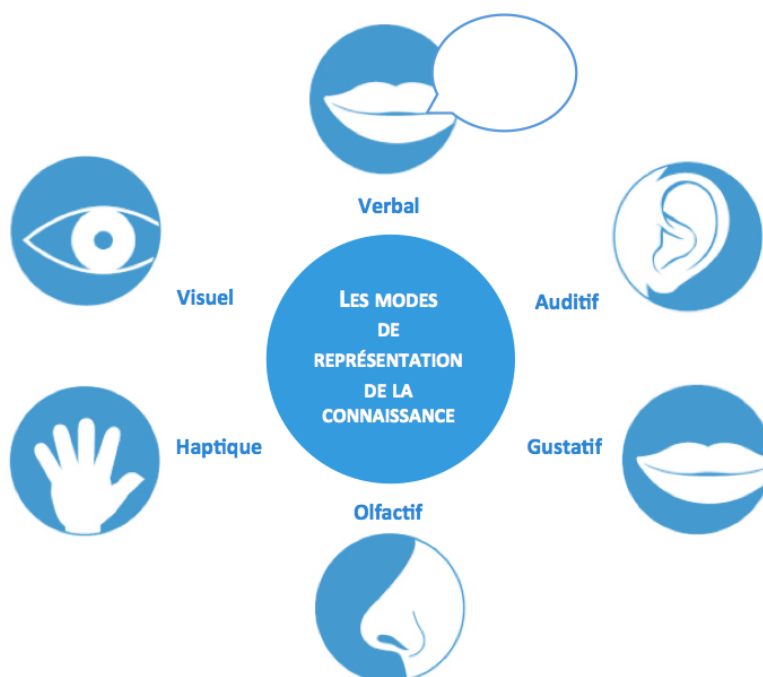 Verbal
Visuel
Auditif
LES MODES
DE
REPRÉSENTATION
DE LA
CONNAISSANCE
Haptique
Gustatif
Olfactif